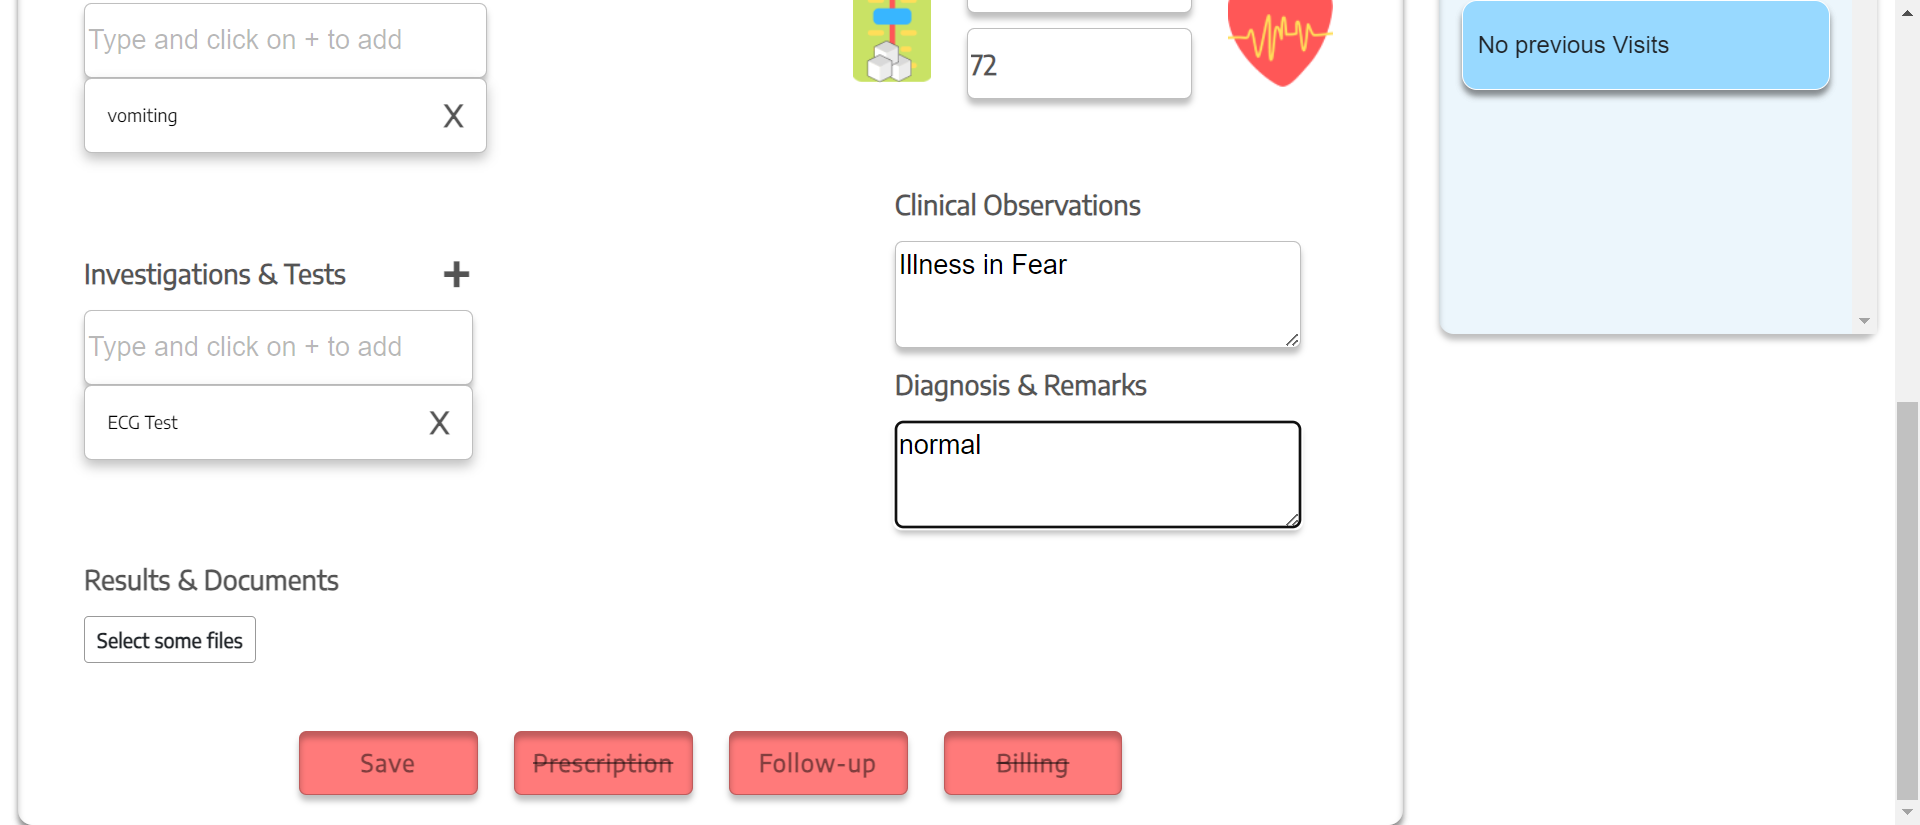 Type and click on + to add
vomiting X
Investigations & Tests +
Type and click on + to add
ECG Test X
Results & Documents
Select some files
72
Clinical Observations
Illness in Fear
Diagnosis & Remarks
normal
Save Prescription Follow-up Billing
No previous Visits